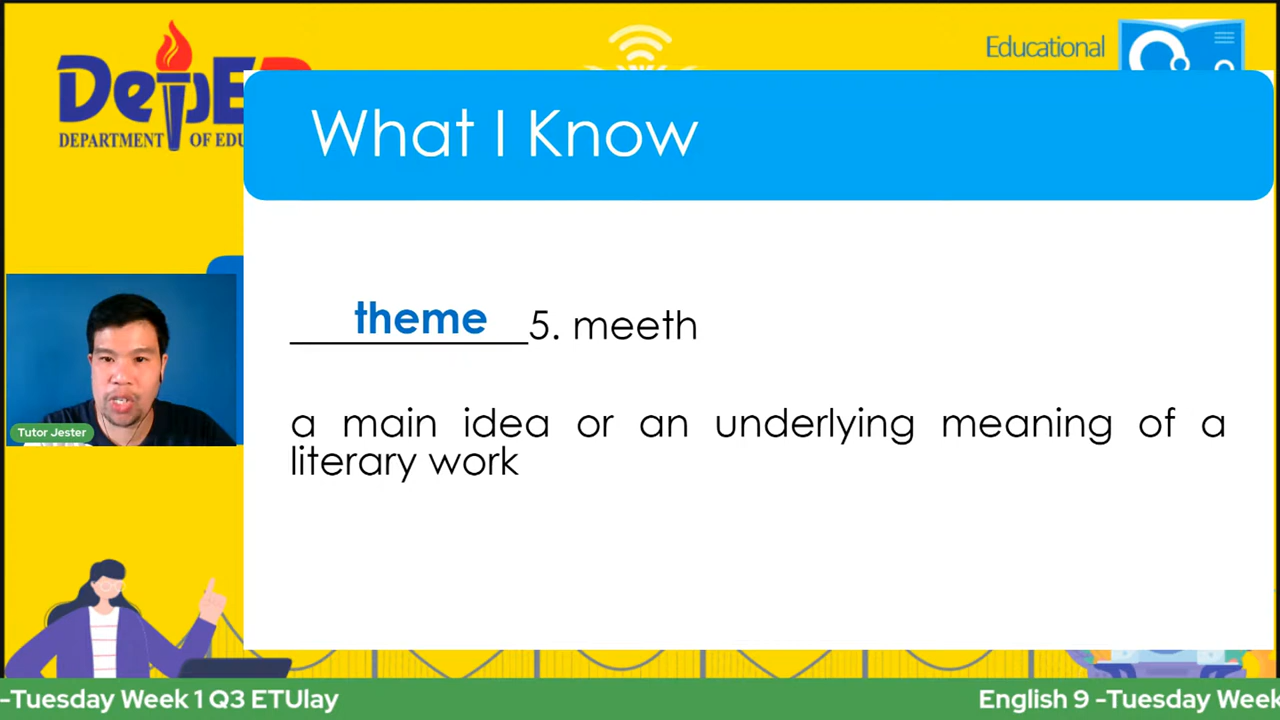 DepE
DEPARTMENT OF EDU
Educational
What I Know
theme
5. meeth
a main idea or an underlying meaning of a
literary work
Tutor Jester
-Tuesday Week 1 Q3 ETUlay
English 9 -Tuesday Week